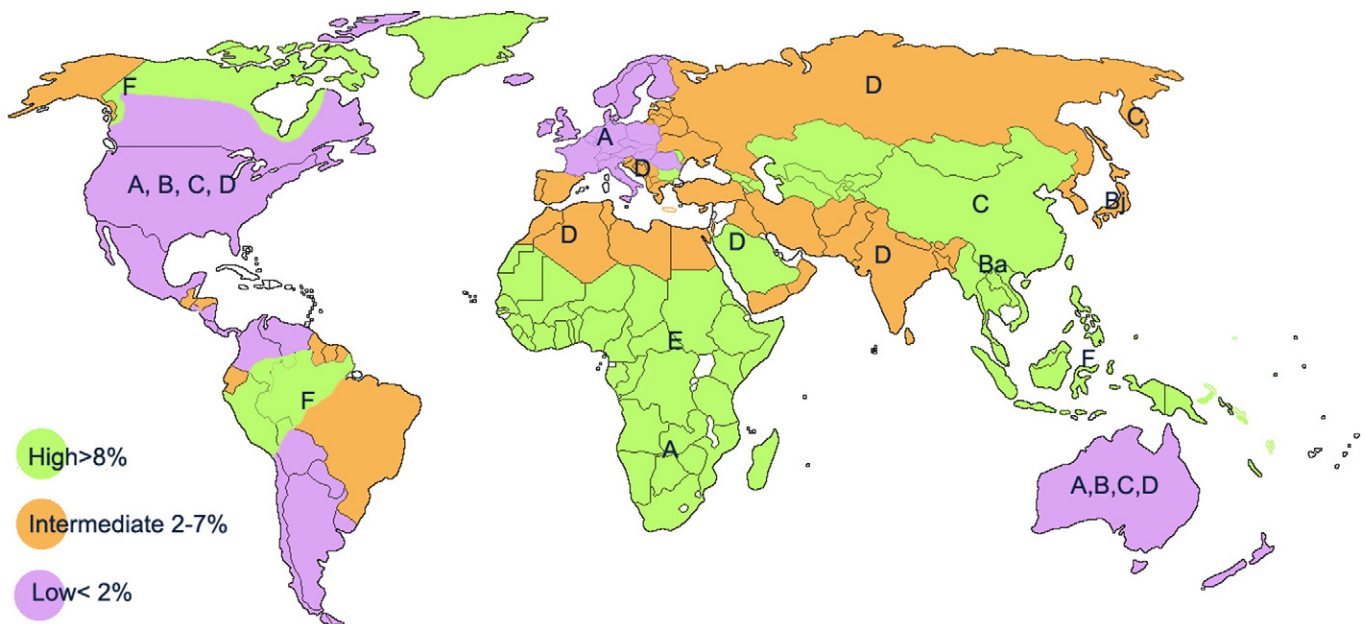 F
A, B, C, D
F
A
D
D
C
D
D
D
C
Bj
Ba
E
F
A
A,B,C,D
High>8%
Intermediate 2-7%
Low< 2%